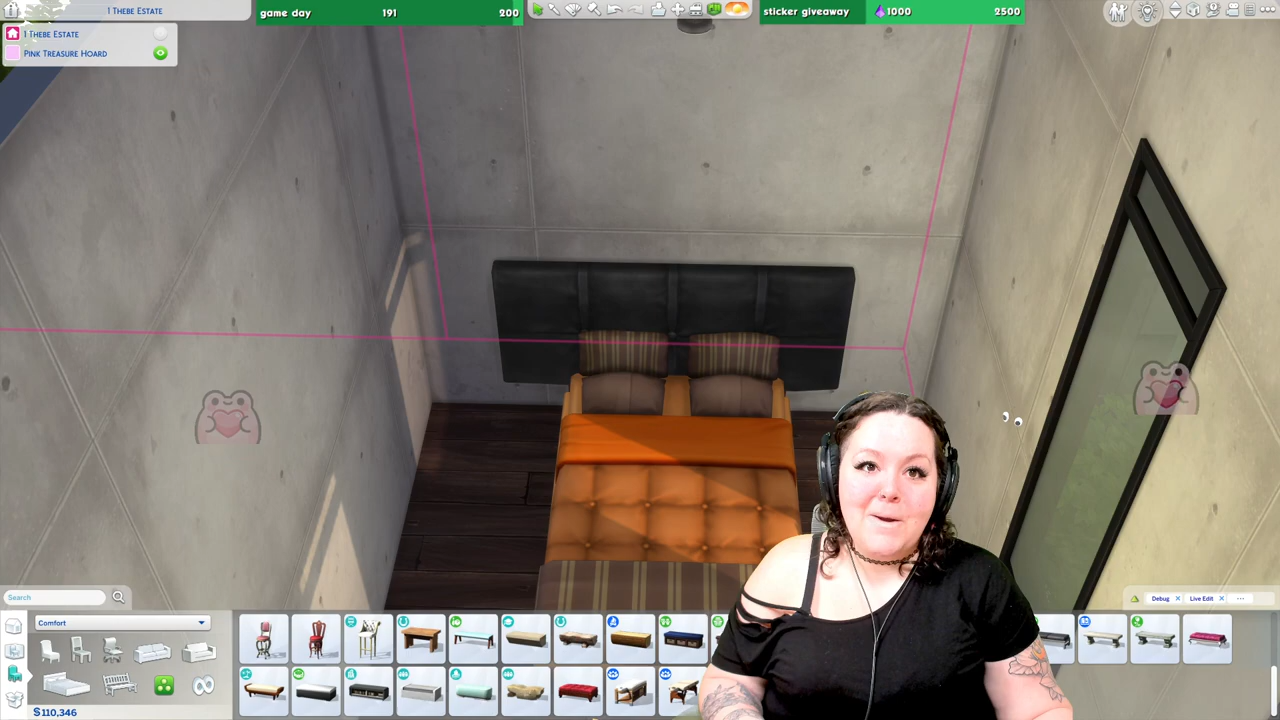 1 Thebe Estate
game day 191 200
sticker giveaway 1000 2500
1 Thebe Estate
Pink Treasure Hoard
Search
Debug Live Edit
Comfort
$110,346